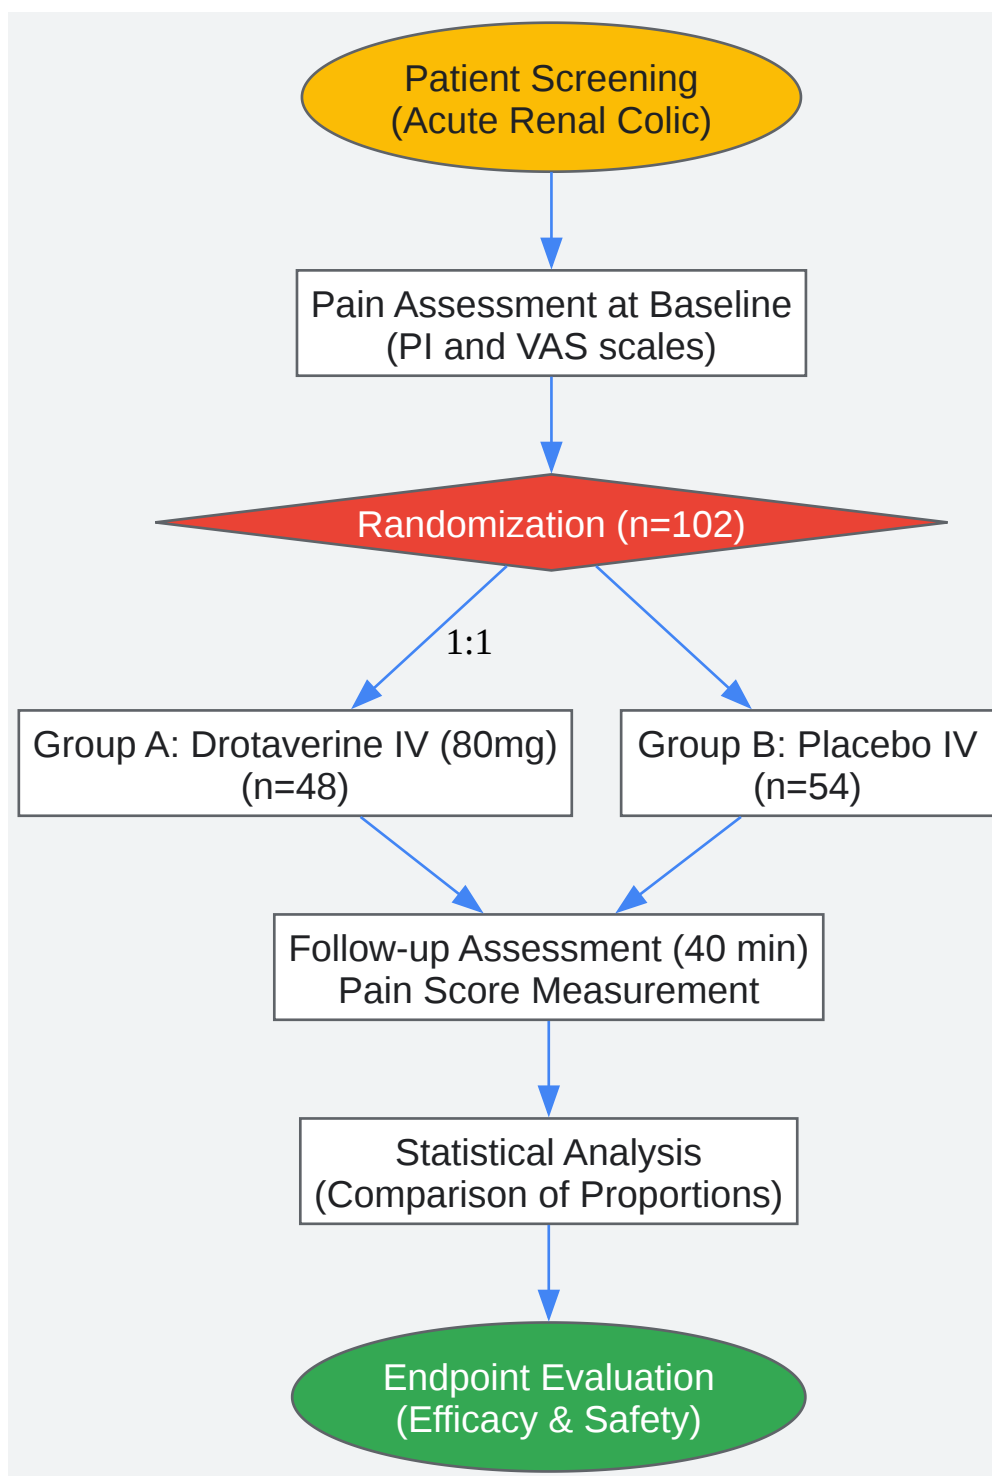 Patient Screening
(Acute Renal Colic)
Pain Assessment at Baseline
(PI and VAS scales)
Randomization (n=102)
1:1
Group A: Drotaverine IV (80mg)
(n=48)
Group B: Placebo IV
(n=54)
Follow-up Assessment (40 min)
Pain Score Measurement
Statistical Analysis
(Comparison of Proportions)
Endpoint Evaluation
(Efficacy & Safety)